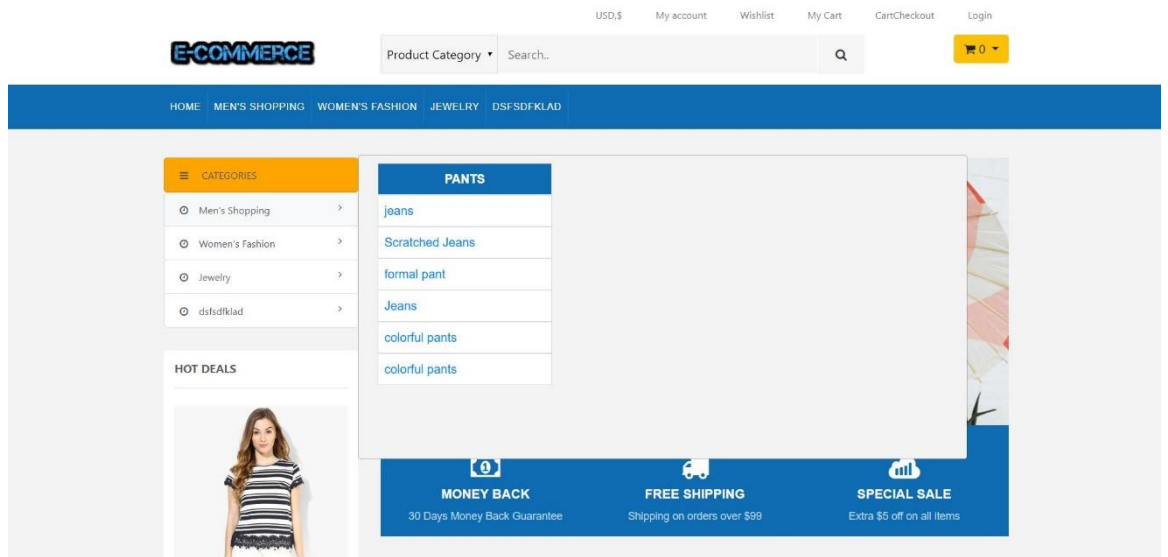 USD,$ My account Wishlist My Cart CartCheckout Login
E-COMMERCE Product Category Search.. 0
HOME MEN'S SHOPPING WOMEN'S FASHION JEWELRY DSFSDFKLAD
CATEGORIES
Men's Shopping
Women's Fashion
Jewelry
dsfsdfklad
HOT DEALS
PANTS
jeans
Scratched Jeans
formal pant
Jeans
colorful pants
colorful pants
MONEY BACK
30 Days Money Back Guarantee
FREE SHIPPING
Shipping on orders over $99
SPECIAL SALE
Extra $5 off on all items